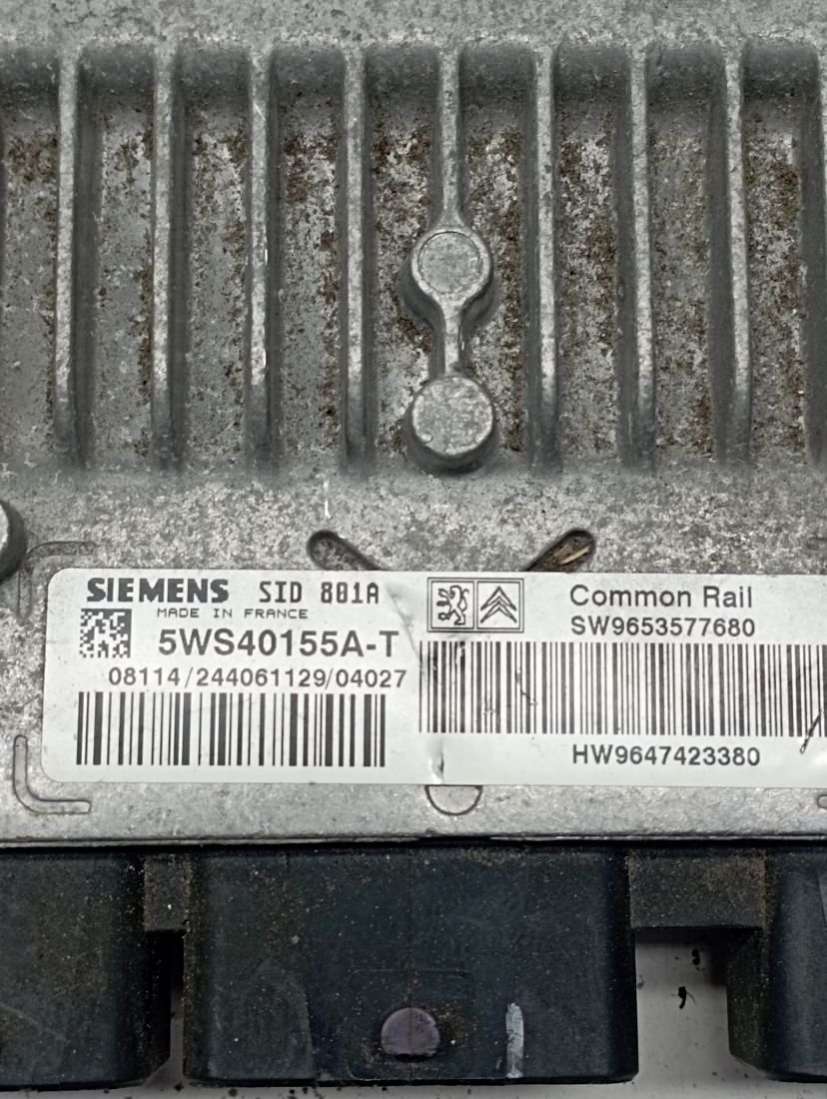 SIEMENS SID 801A
MADE IN FRANCE
5WS40155A-T
08114/244061129/04027
Common Rail
SW9653577680
HW9647423380